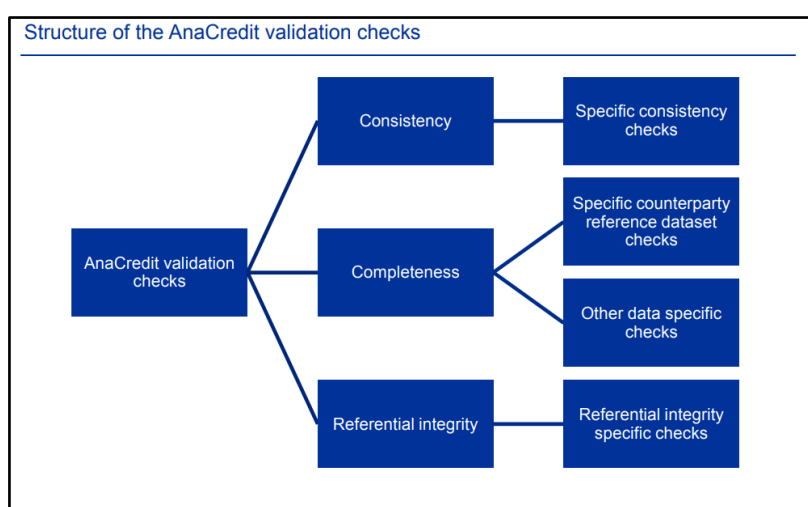 Structure of the AnaCredit validation checks
Consistency
Specific consistency
checks
Specific counterparty
reference dataset
checks
AnaCredit validation
checks
Completeness
Other data specific
checks
Referential integrity
Referential integrity
specific checks